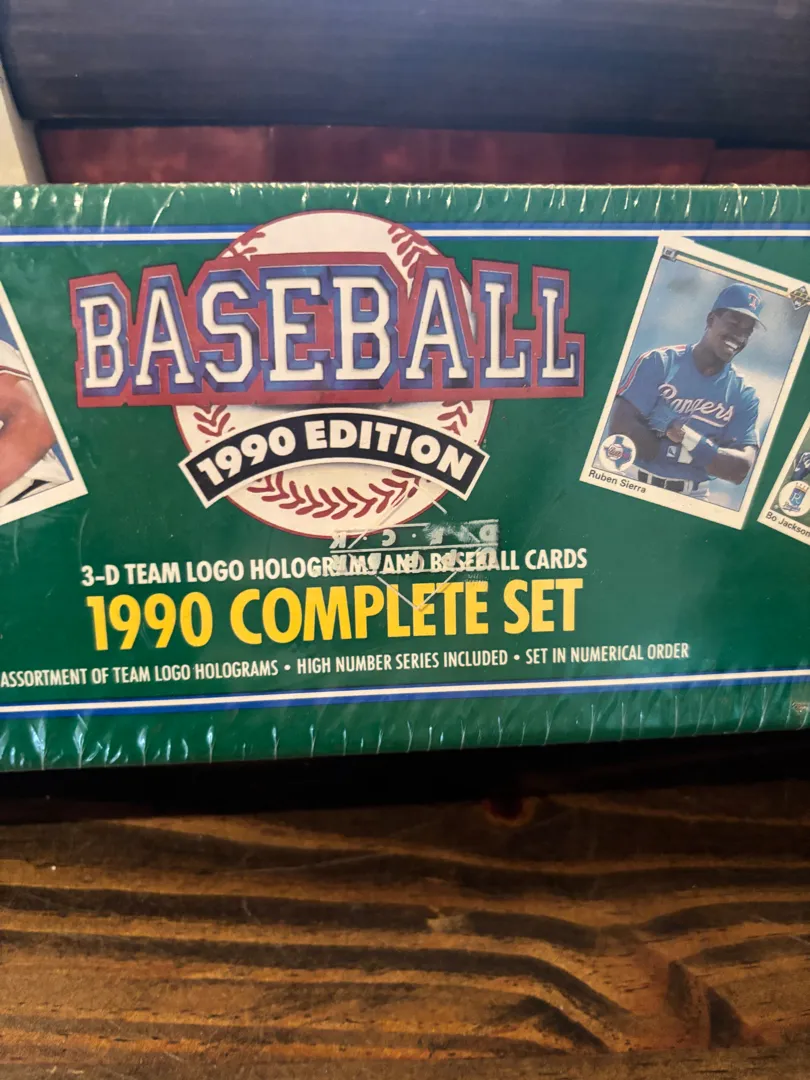 BASEBALL
1990 EDITION
Rangers
Ruben Sierra
Bo Jackson
3-D TEAM LOGO HOLOGRAMS AND BASEBALL CARDS
1990 COMPLETE SET
ASSORTMENT OF TEAM LOGO HOLOGRAMS • HIGH NUMBER SERIES INCLUDED • SET IN NUMERICAL ORDER